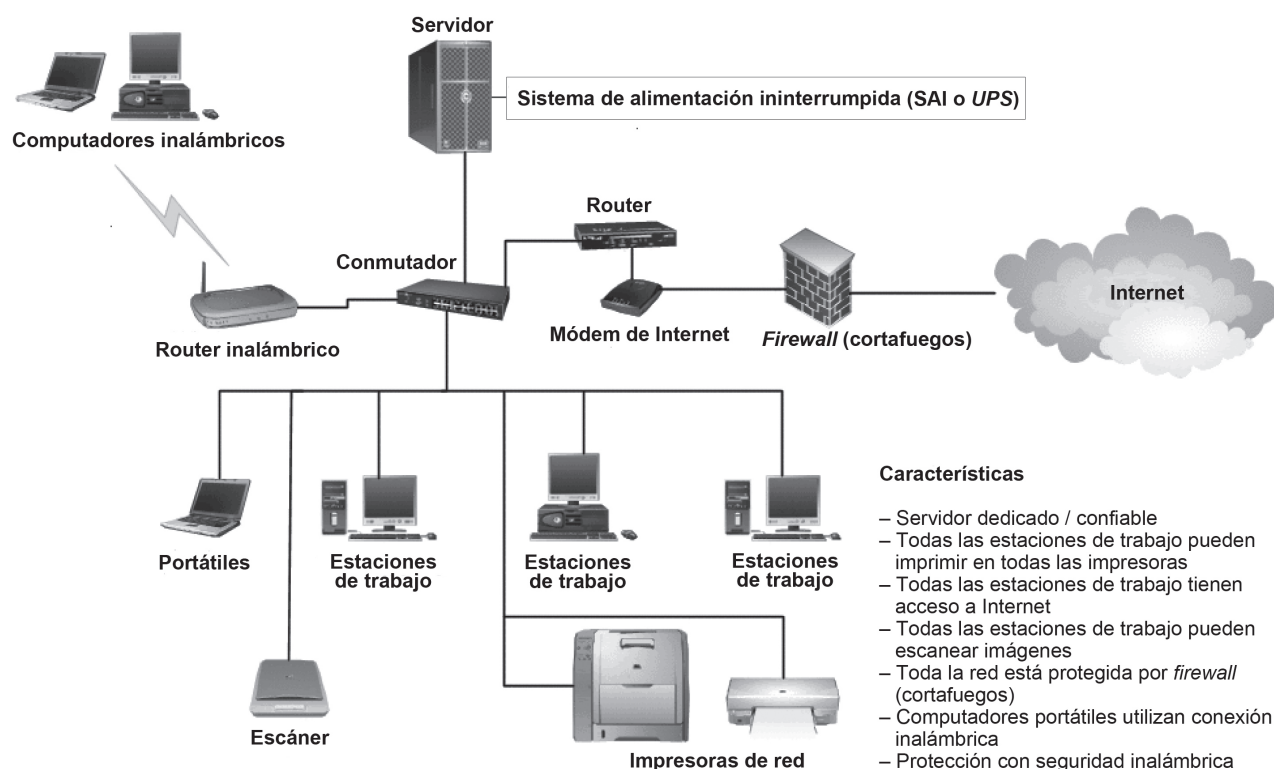 Servidor
Sistema de alimentación ininterrumpida (SAI o UPS)
Computadores inalámbricos
Router
Conmutador
Internet
Router inalámbrico
Módem de Internet
Firewall (cortafuegos)
Portátiles
Estaciones
de trabajo
Estaciones
de trabajo
Estaciones
de trabajo
Escáner
Impresoras de red
Características
– Servidor dedicado / confiable
– Todas las estaciones de trabajo pueden
imprimir en todas las impresoras
– Todas las estaciones de trabajo tienen
acceso a Internet
– Todas las estaciones de trabajo pueden
escanear imágenes
– Toda la red está protegida por firewall
(cortafuegos)
– Computadores portátiles utilizan conexión
inalámbrica
– Protección con seguridad inalámbrica